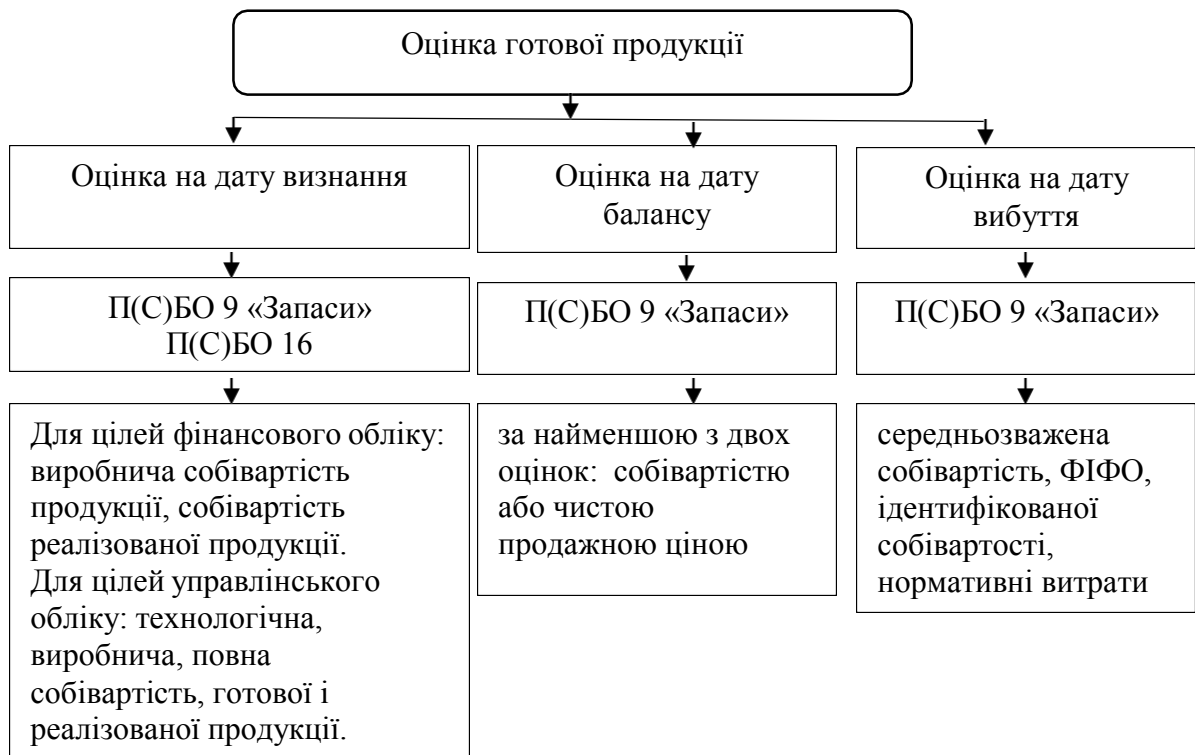 Оцінка готової продукції
Оцінка на дату визнання
Оцінка на дату
балансу
Оцінка на дату
вибуття
П(С)БО 9 «Запаси»
П(С)БО 16
П(С)БО 9 «Запаси»
П(С)БО 9 «Запаси»
Для цілей фінансового обліку:
виробнича собівартість
продукції, собівартість
реалізованої продукції.
Для цілей управлінського
обліку: технологічна,
виробнича, повна
собівартість, готової і
реалізованої продукції.
за найменшою з двох
оцінок: собівартістю
або чистою
продажною ціною
середньозважена
собівартість, ФІФО,
ідентифікованої
собівартості,
нормативні витрати